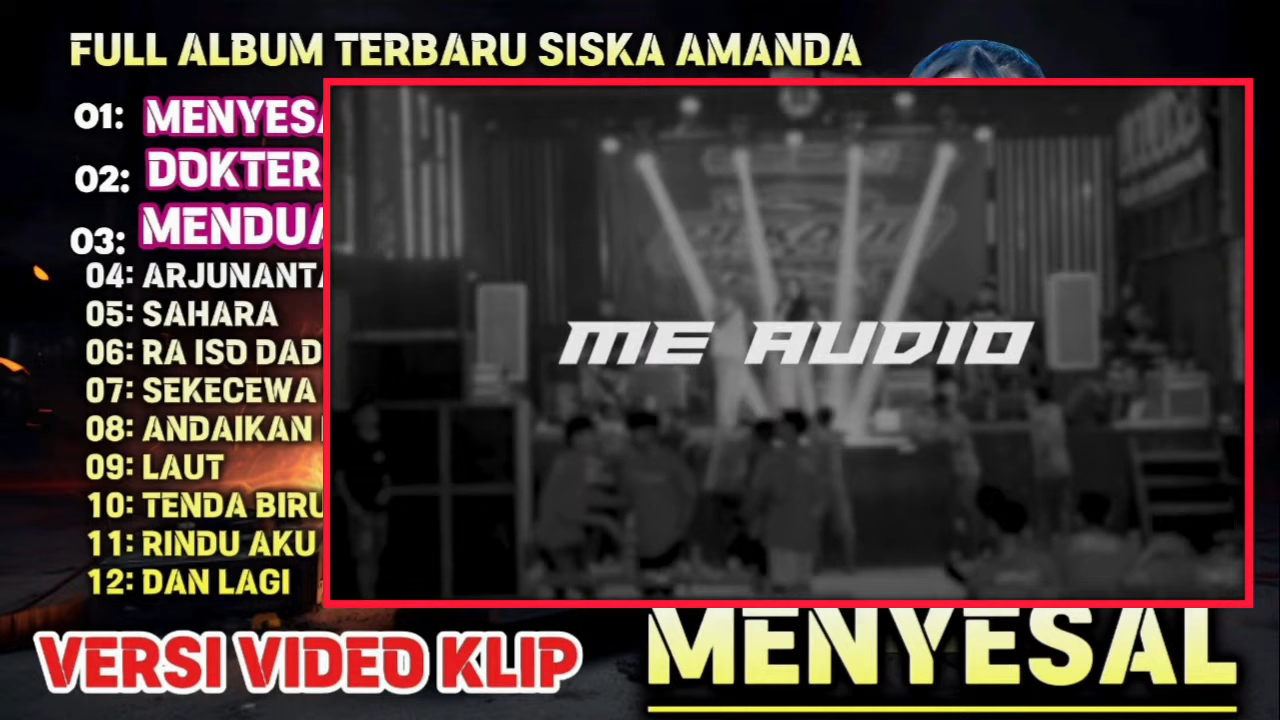 FULL ALBUM TERBARU SISKA AMANDA
01: MENYESA
02: DOKTER
03: MENDUA
04: ARJUNANTA
05: SAHARA
06: RA ISO DAD
07: SEKECEWA
08: ANDAIKAN
09: LAUT
10: TENDA BIRU
11: RINDU AKU
12: DAN LAGI
ME AUDIO
VERSI VIDEO KLIP
MENYESAL